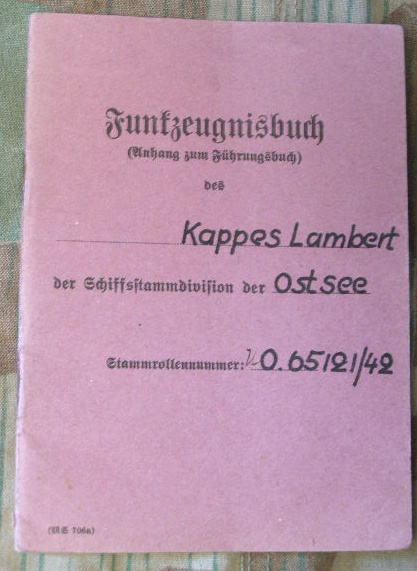 Funkzeugnisbuch
(Anhang zum Führungsbuch)
des
Kappes Lambert
der Schiffsstammdivision der Ostsee
Stammrollennummer: O. 65121/42